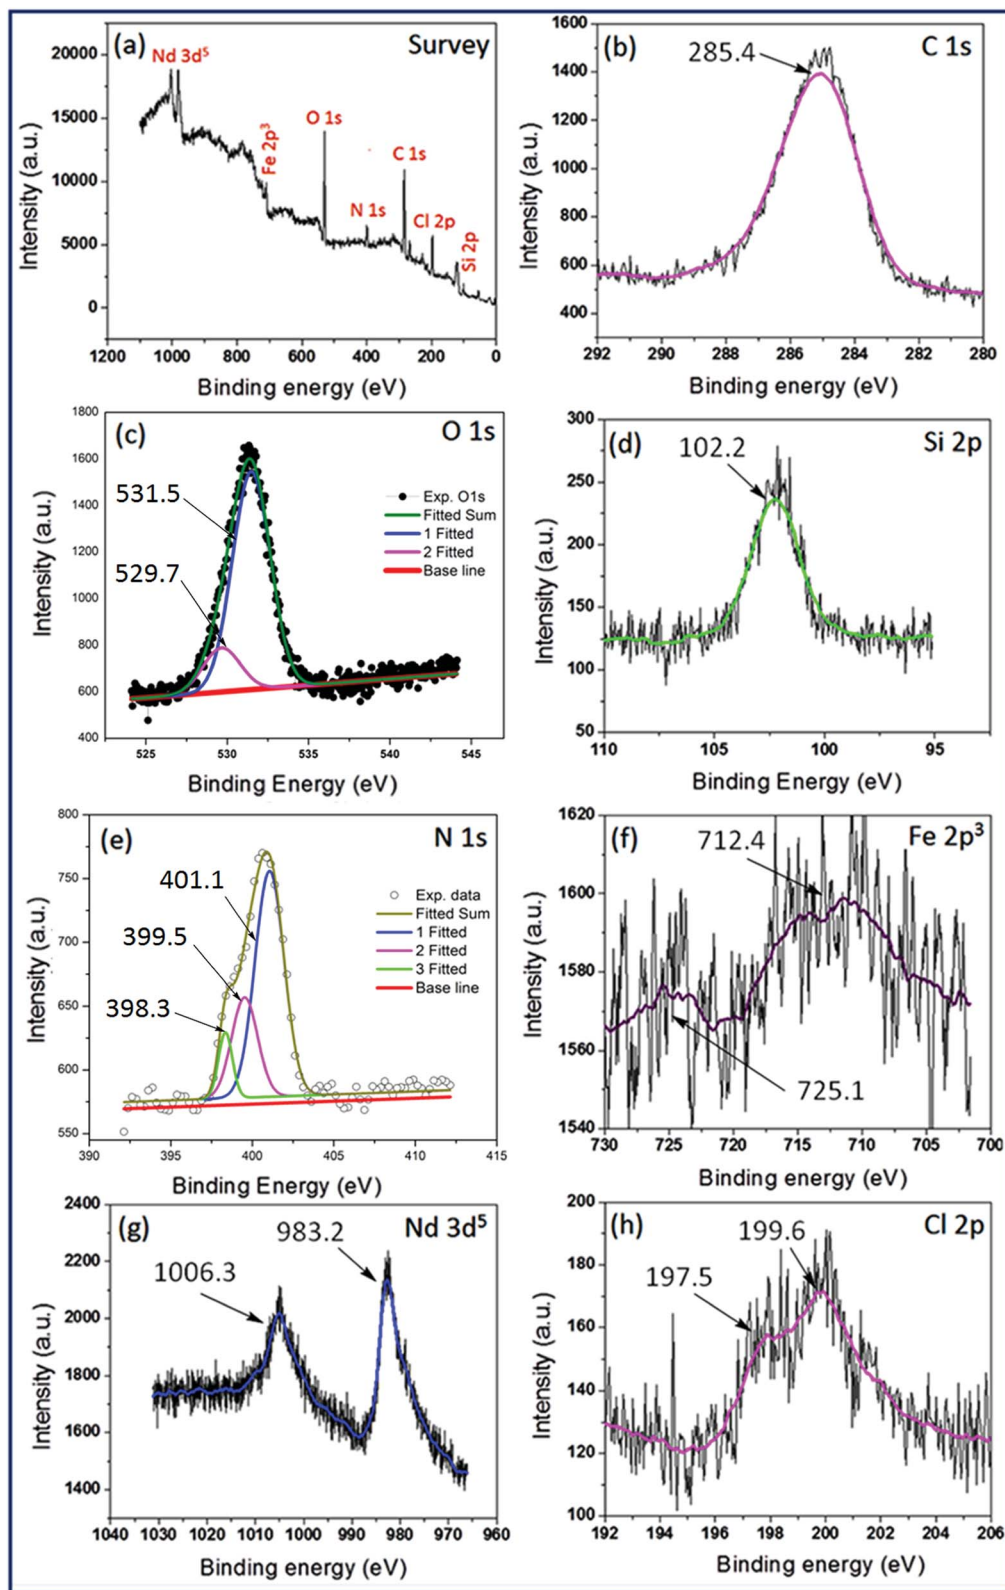 (a) Survey
Nd 3d⁵
Fe 2p³
O 1s
N 1s
C 1s
Cl 2p
Si 2p
20000
15000
10000
5000
0
Intensity (a.u.)
1200 1000 800 600 400 200 0
Binding energy (eV)
(b) C 1s
285.4
1600
1400
1200
1000
800
600
400
Intensity (a.u.)
292 290 288 286 284 282 280
Binding energy (eV)
(c) O 1s
531.5
529.7
Exp. O1s
Fitted Sum
1 Fitted
2 Fitted
Base line
1800
1600
1400
1200
1000
800
600
400
Intensity (a.u.)
525 530 535 540 545
Binding Energy (eV)
(d) Si 2p
102.2
300
250
200
150
100
50
Intensity (a.u.)
110 105 100 95
Binding Energy (eV)
(e) N 1s
401.1
399.5
398.3
Exp. data
Fitted Sum
1 Fitted
2 Fitted
3 Fitted
Base line
800
750
700
650
600
550
Intensity (a.u.)
390 395 400 405 410 415
Binding Energy (eV)
(f) Fe 2p³
712.4
725.1
1620
1600
1580
1560
1540
Intensity (a.u.)
730 725 720 715 710 705 700
Binding energy (eV)
(g) Nd 3d⁵
983.2
1006.3
2400
2200
2000
1800
1600
1400
Intensity (a.u.)
1040 1030 1020 1010 1000 990 980 970 960
Binding energy (eV)
(h) Cl 2p
199.6
197.5
200
180
160
140
120
100
Intensity (a.u.)
192 194 196 198 200 202 204 206
Binding energy (eV)